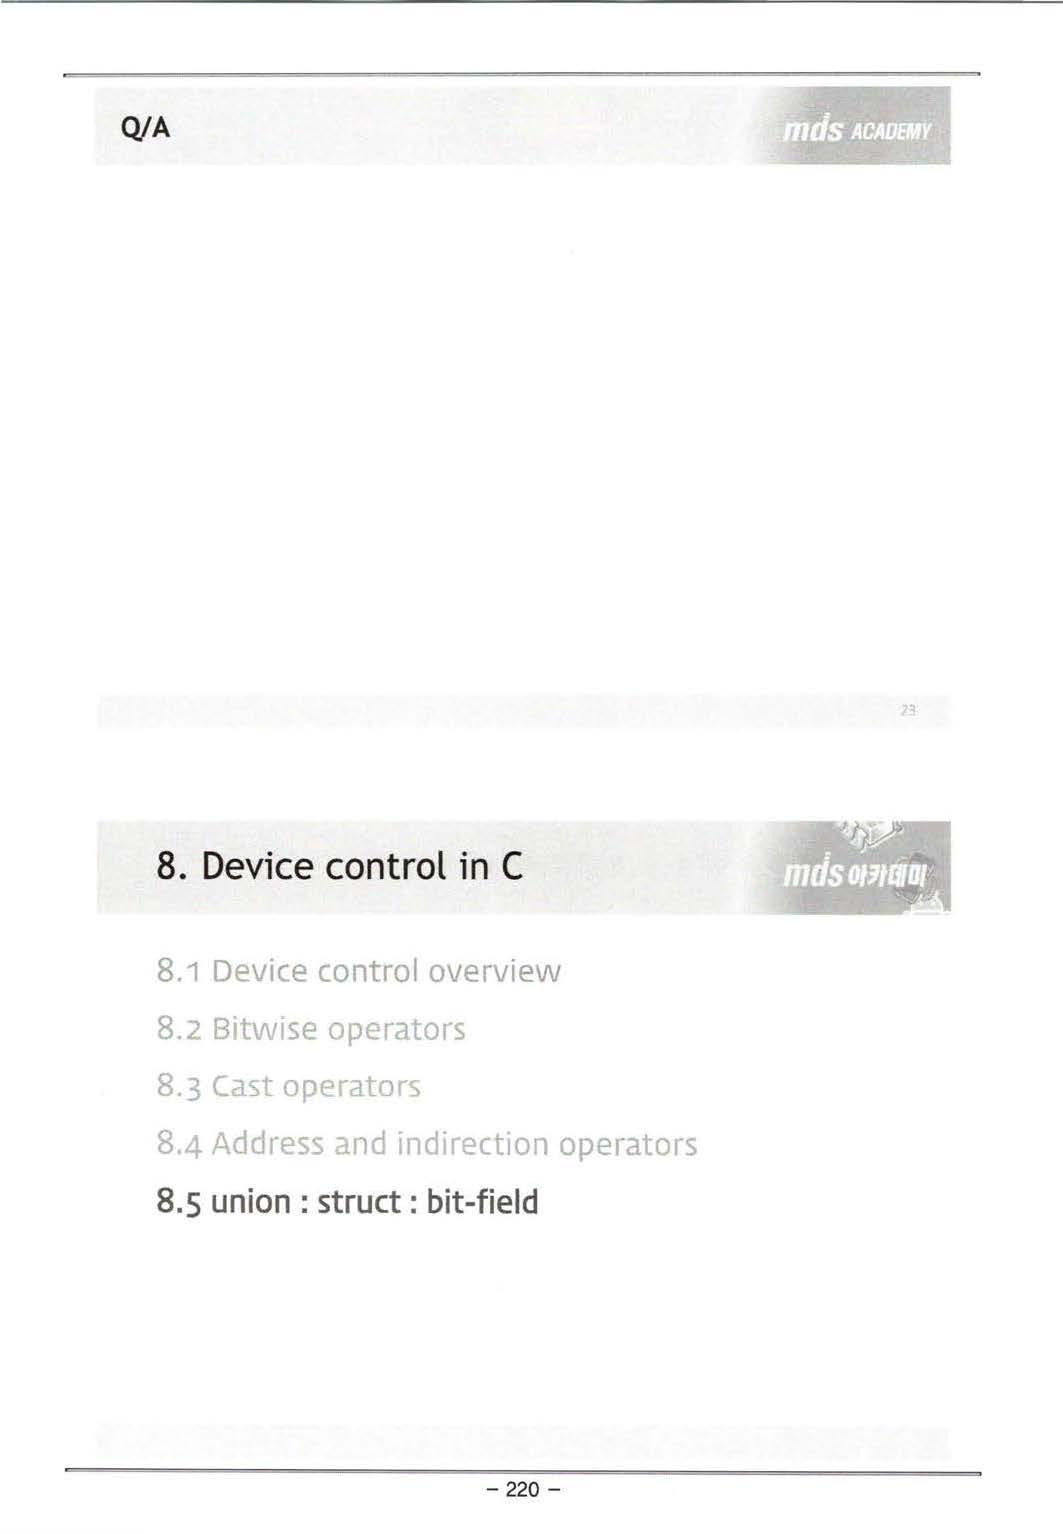 Q/A
mds ACADEMY
23
8. Device control in C
mds 아카데미
8.1 Device control overview
8.2 Bitwise operators
8.3 Cast operators
8.4 Address and indirection operators
8.5 union : struct : bit-field
- 220 -